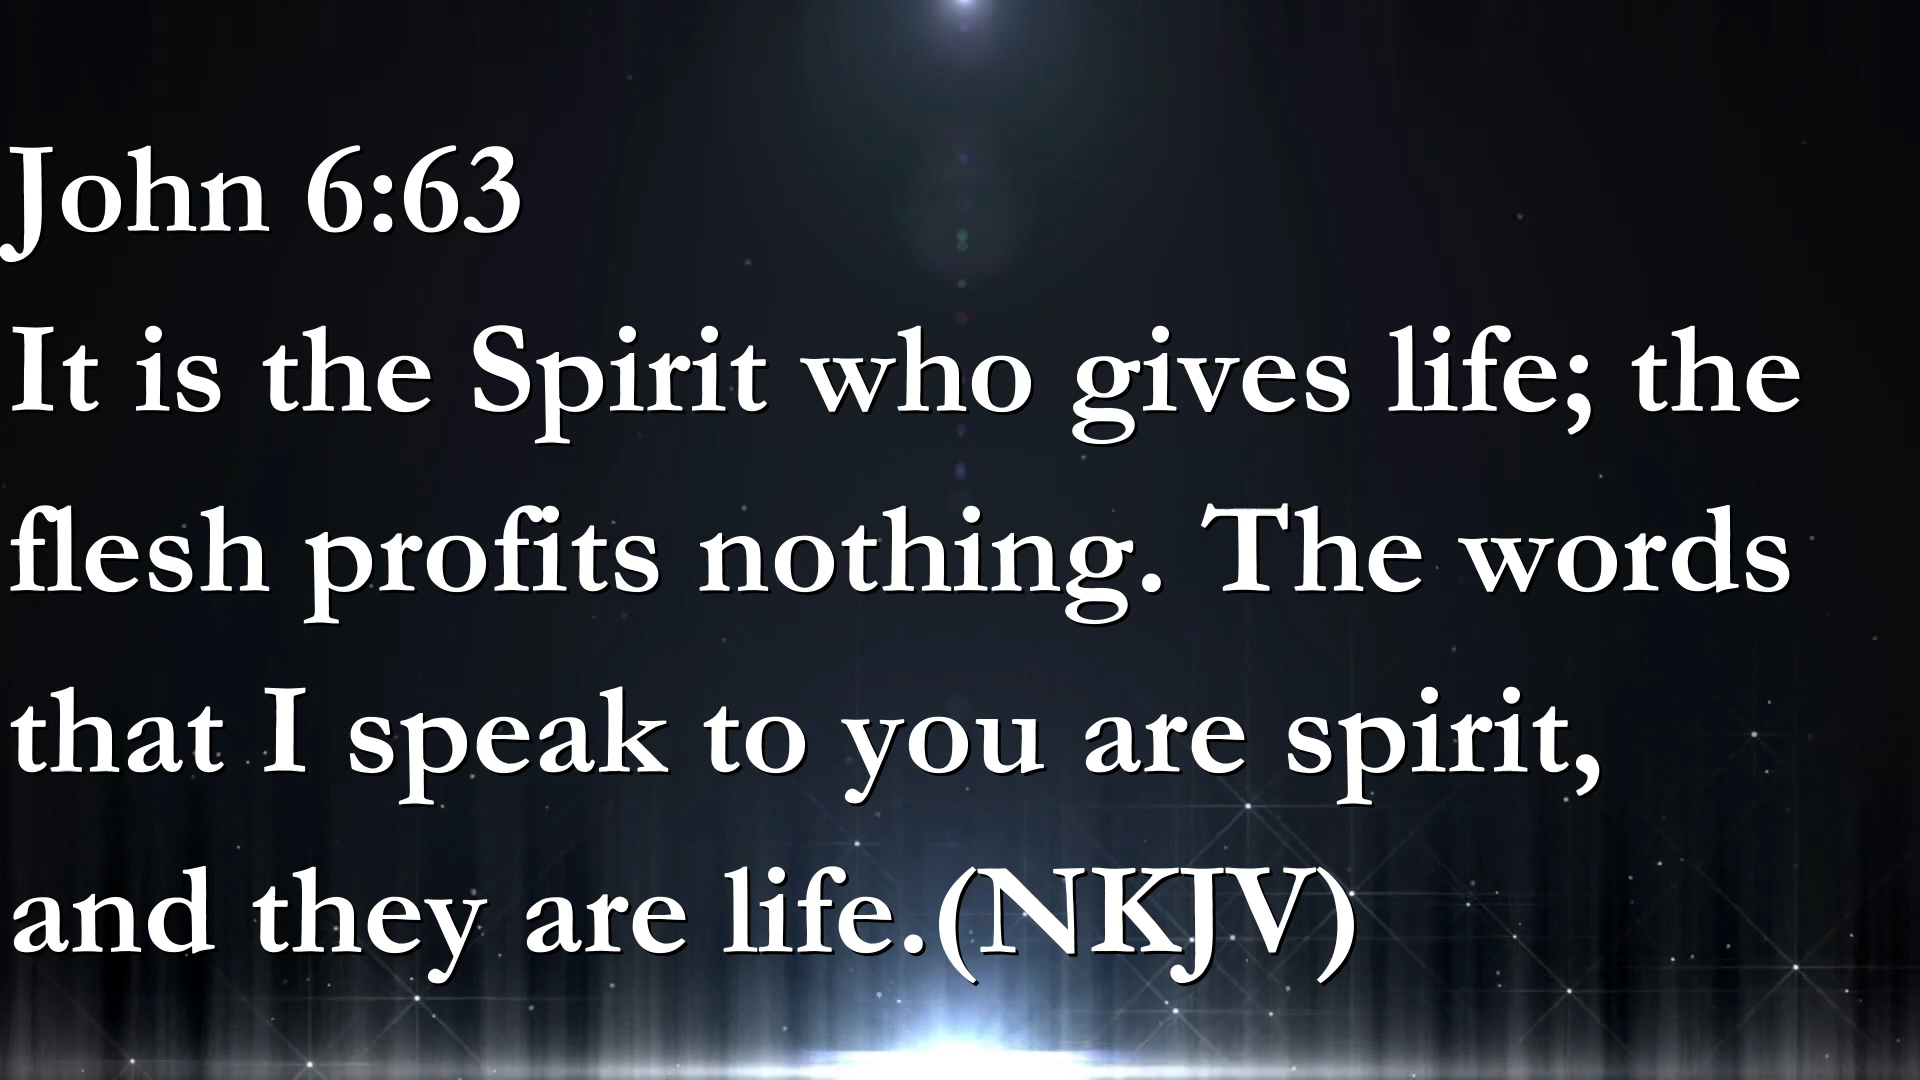 John 6:63
It is the Spirit who gives life; the
flesh profits nothing. The words
that I speak to you are spirit,
and they are life.(NKJV)